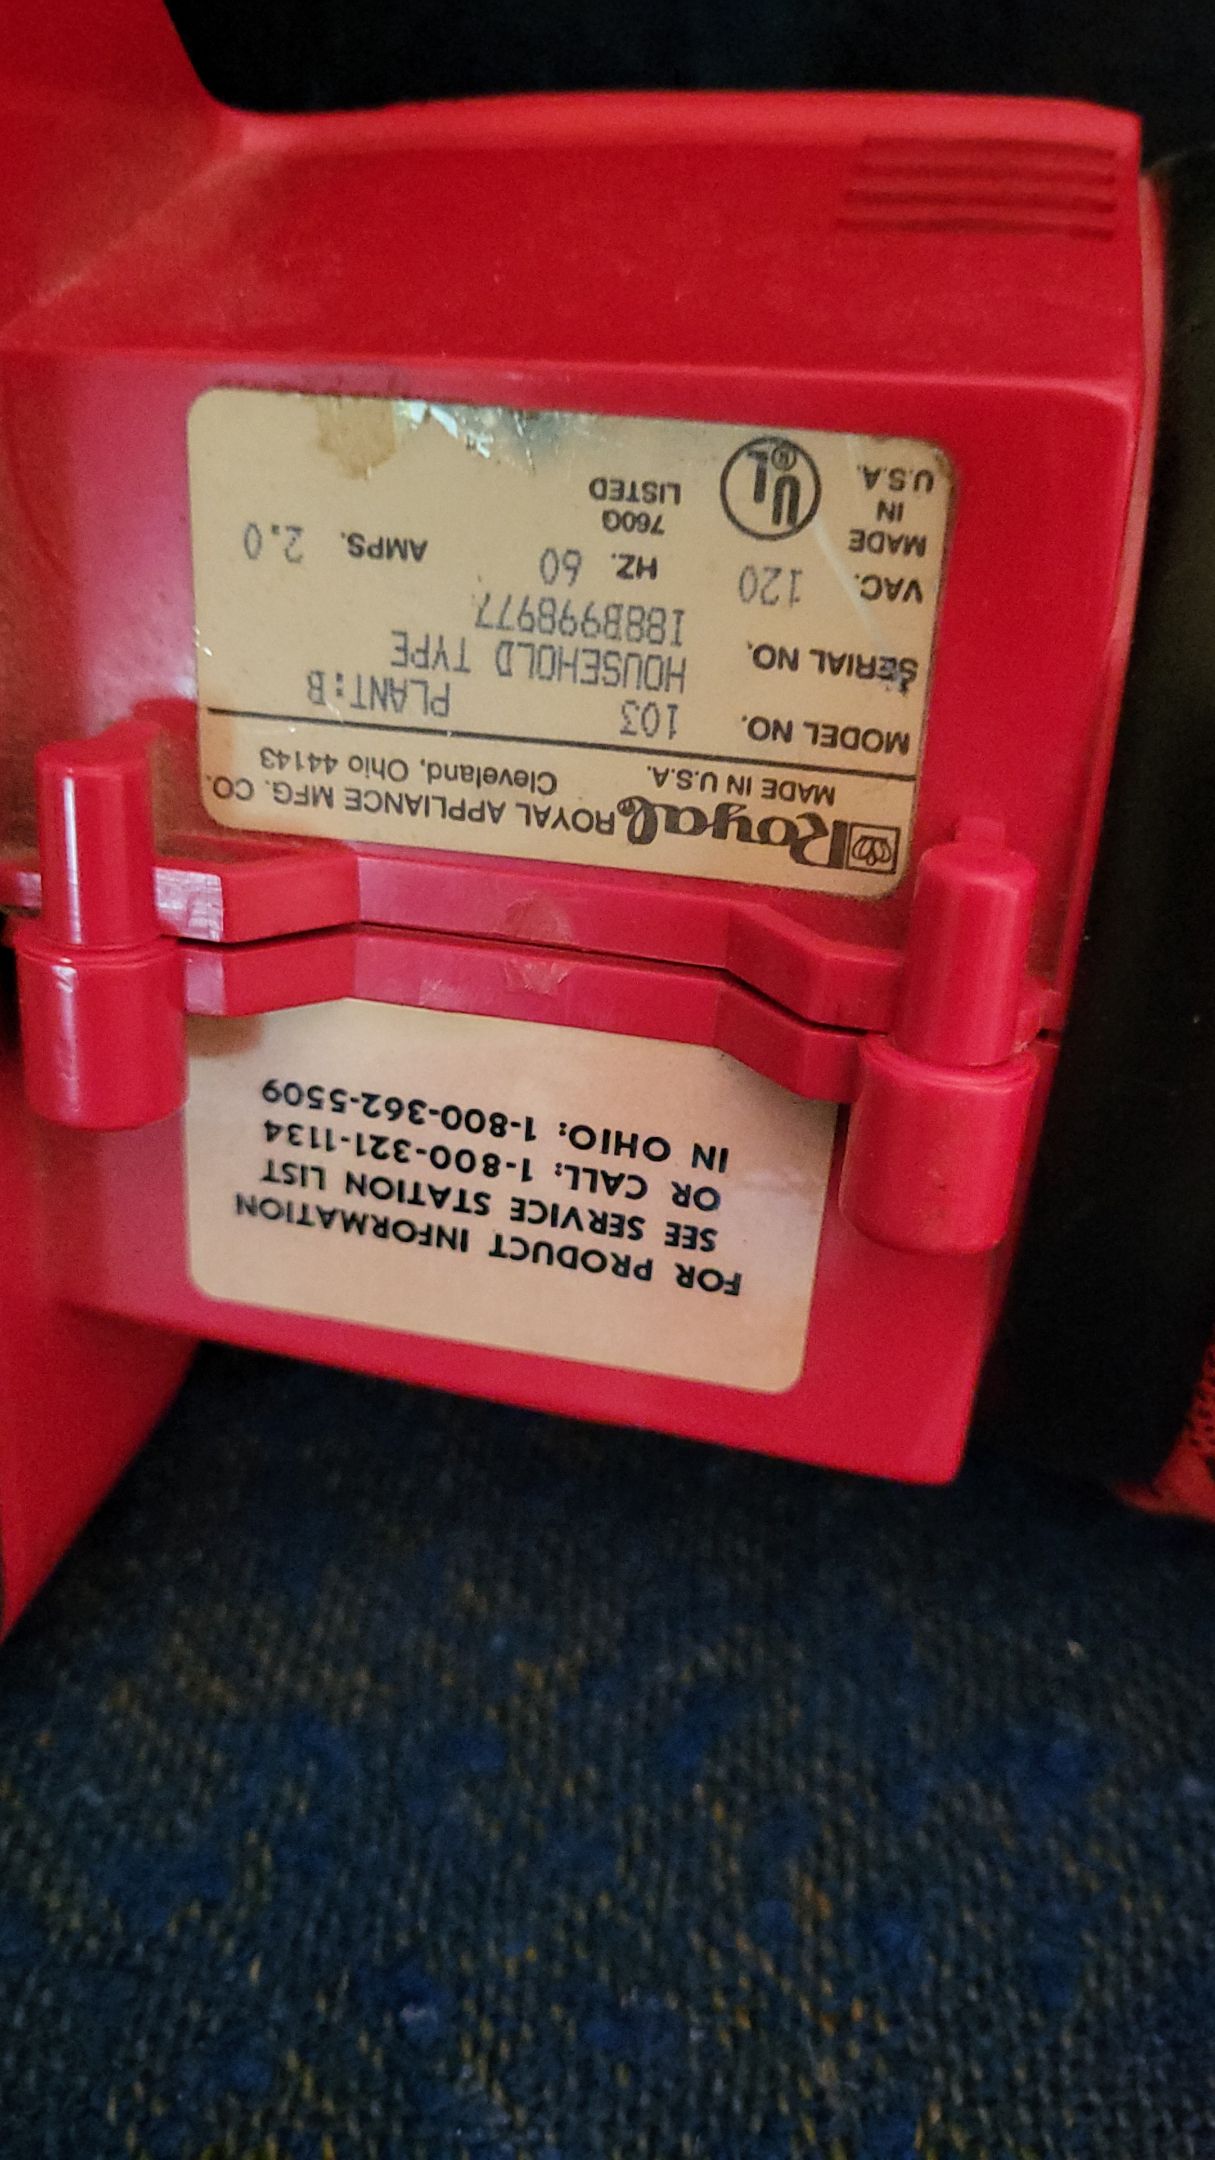 Royal® ROYAL APPLIANCE MFG. CO.
MADE IN U.S.A. Cleveland, Ohio 44143
MODEL NO. 103 PLANT:B
HOUSEHOLD TYPE
SERIAL NO. I88B998977
VAC. 120 HZ. 60 AMPS. 2.0
MADE IN U.S.A.
UL®
760G
LISTED
FOR PRODUCT INFORMATION
SEE SERVICE STATION LIST
OR CALL: 1-800-321-1134
IN OHIO: 1-800-362-5509